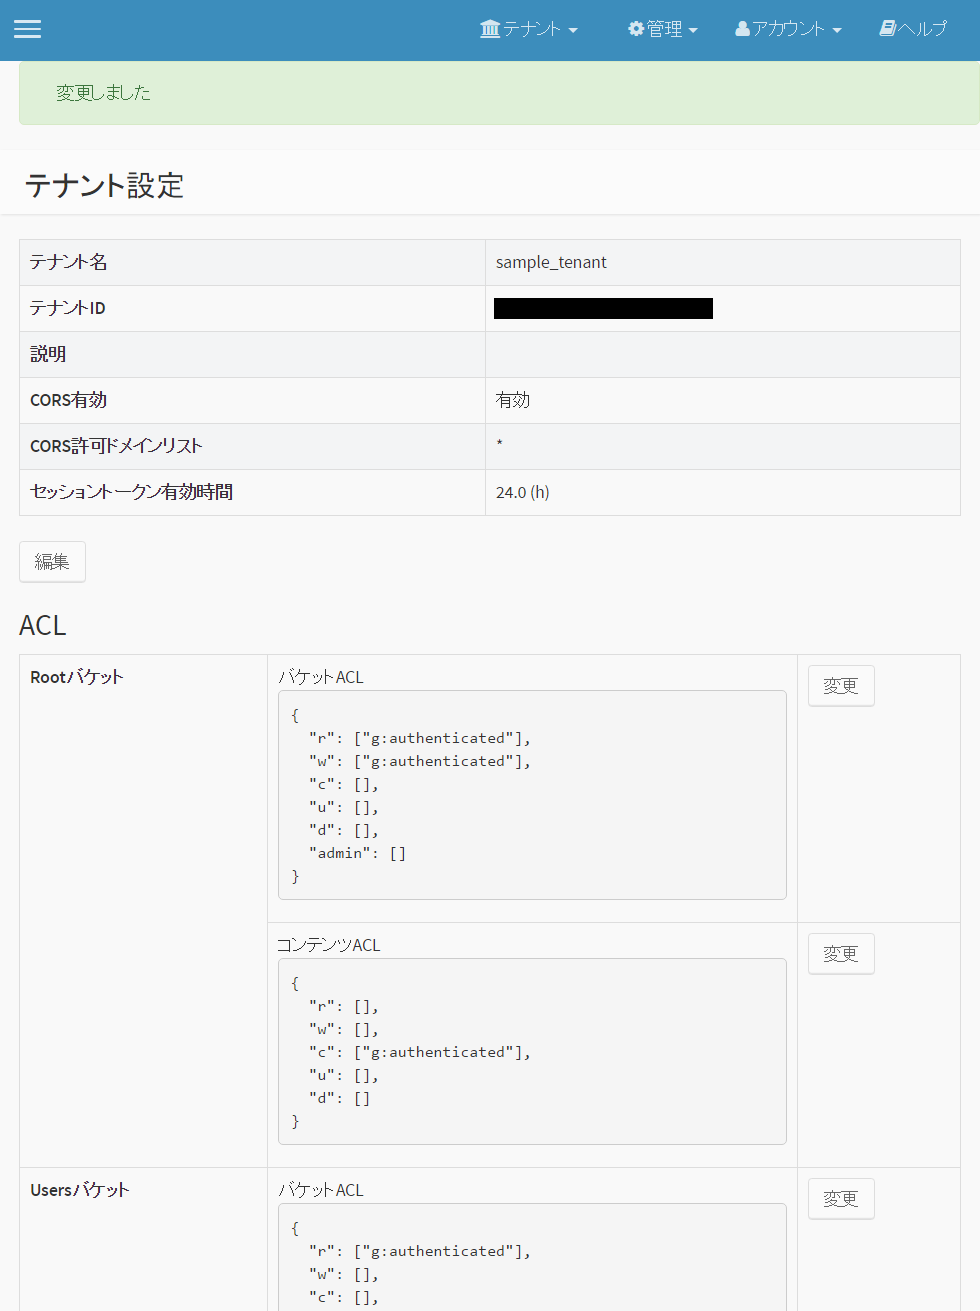 テナント 管理 アカウント ヘルプ
変更しました
テナント設定
テナント名 sample_tenant
テナントID
説明
CORS有効 有効
CORS許可ドメインリスト *
セッショントークン有効時間 24.0 (h)
編集
ACL
Rootバケット バケットACL 変更
{
"r": ["g:authenticated"],
"w": ["g:authenticated"],
"c": [],
"u": [],
"d": [],
"admin": []
}
コンテンツACL 変更
{
"r": [],
"w": [],
"c": ["g:authenticated"],
"u": [],
"d": []
}
Usersバケット バケットACL 変更
{
"r": ["g:authenticated"],
"w": [],
"c": [],